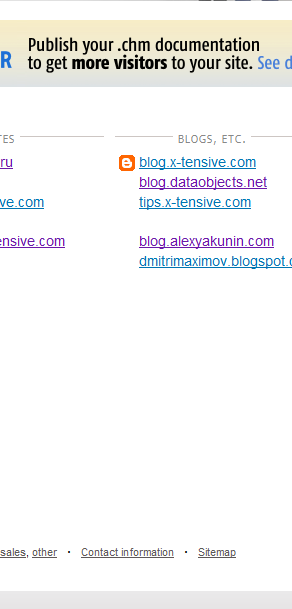 Publish your .chm documentation
R to get more visitors to your site. See d
TES BLOGS, ETC.
ru blog.x-tensive.com
blog.dataobjects.net
ve.com tips.x-tensive.com
ensive.com blog.alexyakunin.com
dmitrimaximov.blogspot.c
sales, other • Contact information • Sitemap